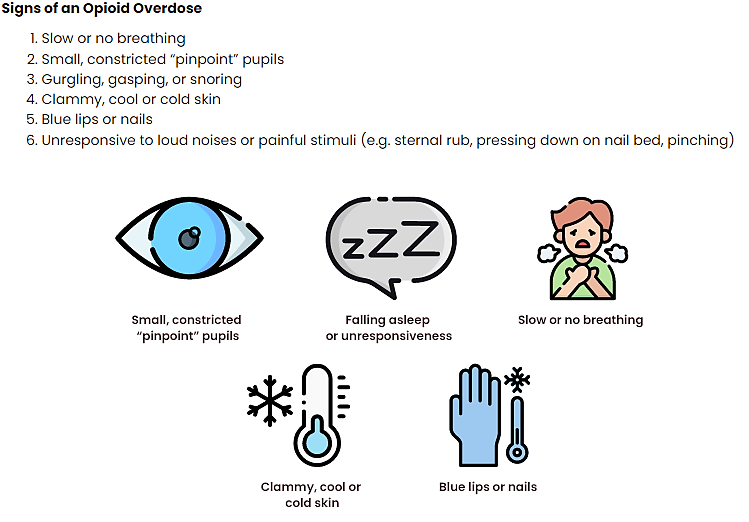 Signs of an Opioid Overdose
1. Slow or no breathing
2. Small, constricted “pinpoint” pupils
3. Gurgling, gasping, or snoring
4. Clammy, cool or cold skin
5. Blue lips or nails
6. Unresponsive to loud noises or painful stimuli (e.g. sternal rub, pressing down on nail bed, pinching)
zZZ
Small, constricted
“pinpoint” pupils
Falling asleep
or unresponsiveness
Slow or no breathing
Clammy, cool or
cold skin
Blue lips or nails